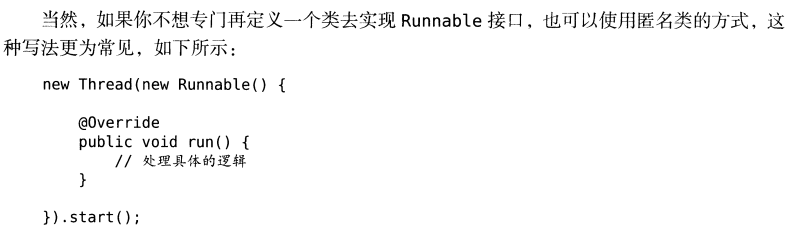 当然，如果你不想专门再定义一个类去实现 Runnable 接口，也可以使用匿名类的方式，这
种写法更为常见，如下所示：
new Thread(new Runnable() {
@Override
public void run() {
// 处理具体的逻辑
}
}).start();